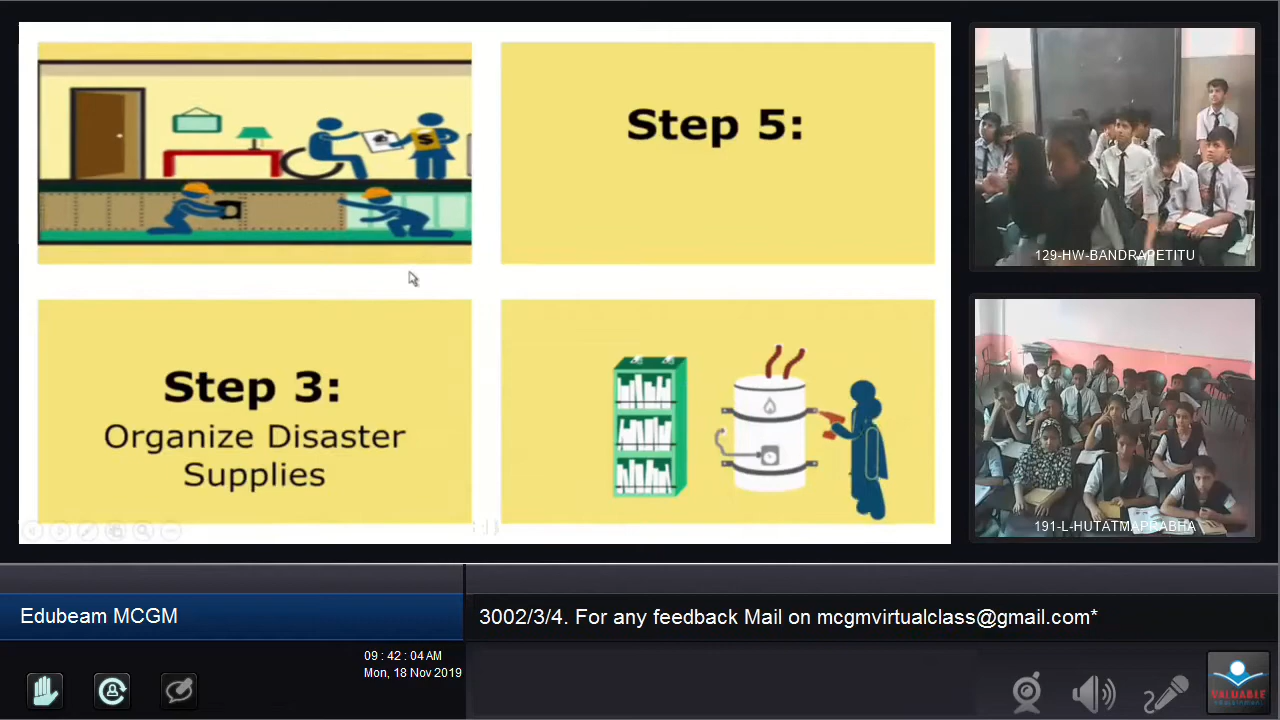 Step 5:
Step 3:
Organize Disaster
Supplies
129-HW-BANDRAPETITU
191-L-HUTATMAPRABHA
Edubeam MCGM
3002/3/4. For any feedback Mail on mcgmvirtualclass@gmail.com*
09 : 42 : 04 AM
Mon, 18 Nov 2019
VALUABLE